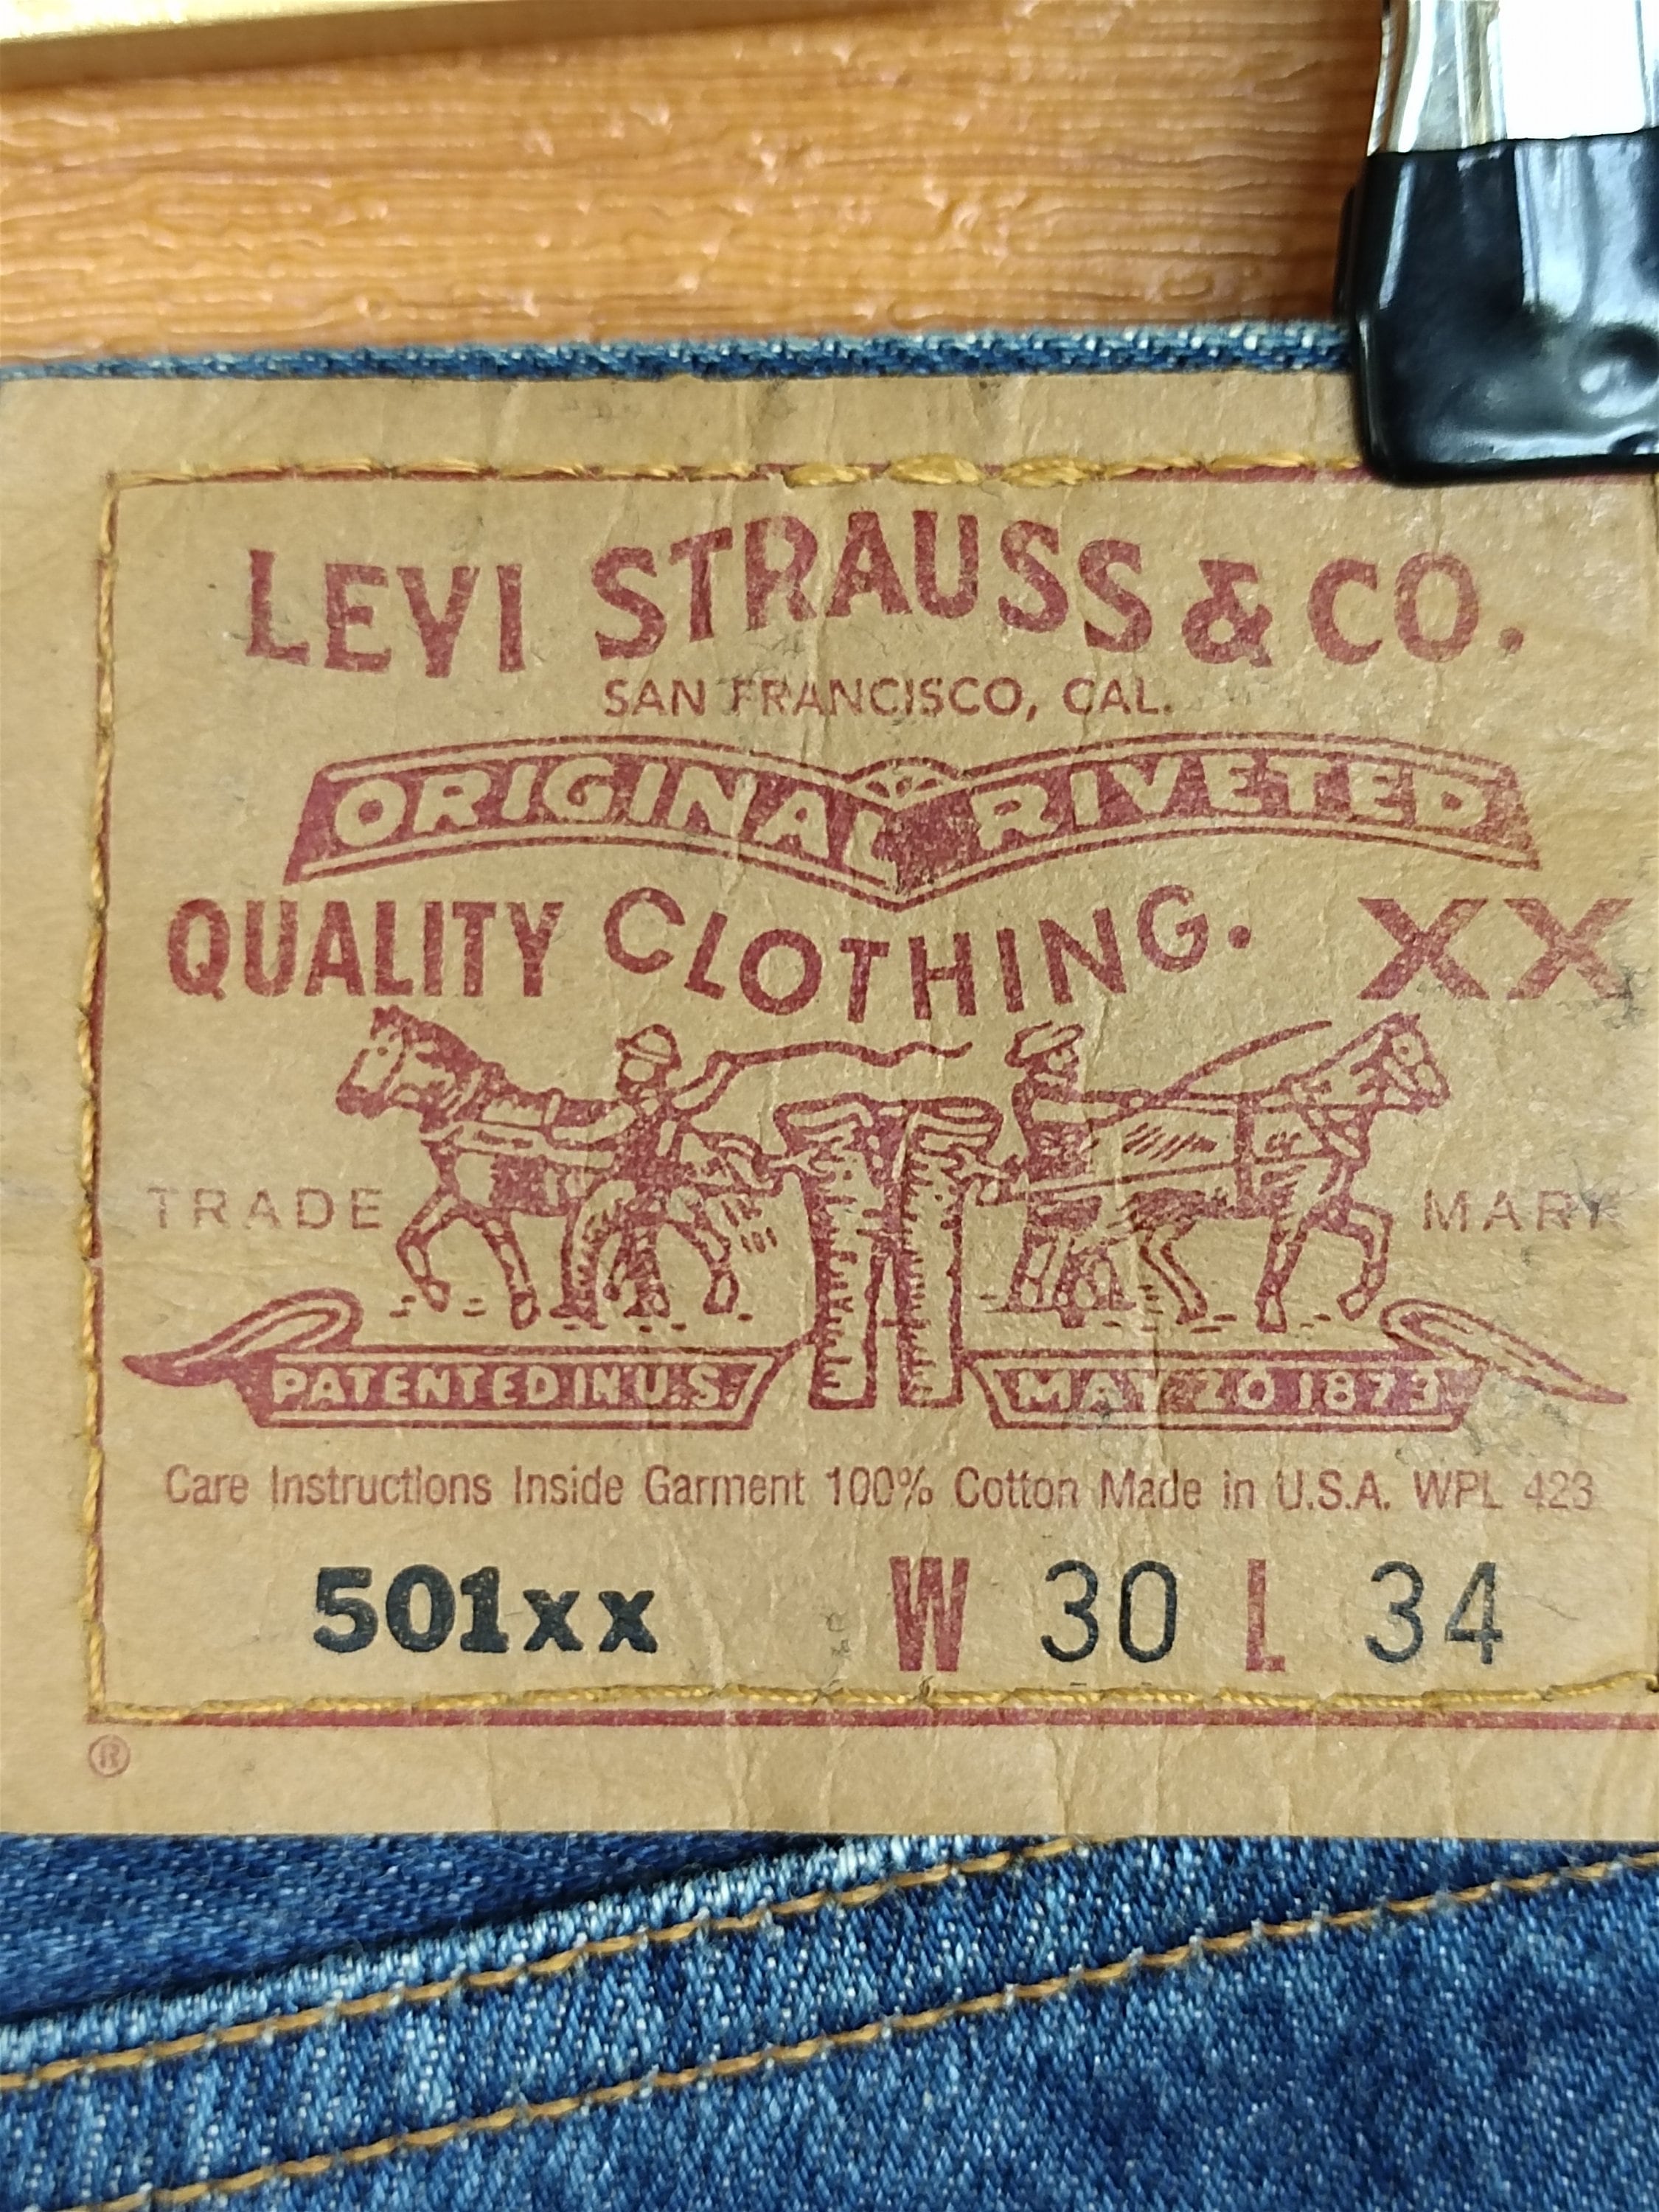 LEVI STRAUSS & CO.
SAN FRANCISCO, CAL.
ORIGINAL RIVETED
QUALITY CLOTHING. XX
TRADE MARK
PATENTED IN U.S. MAY 20 1873
Care Instructions Inside Garment 100% Cotton Made in U.S.A. WPL 423
501xx W 30 L 34
®